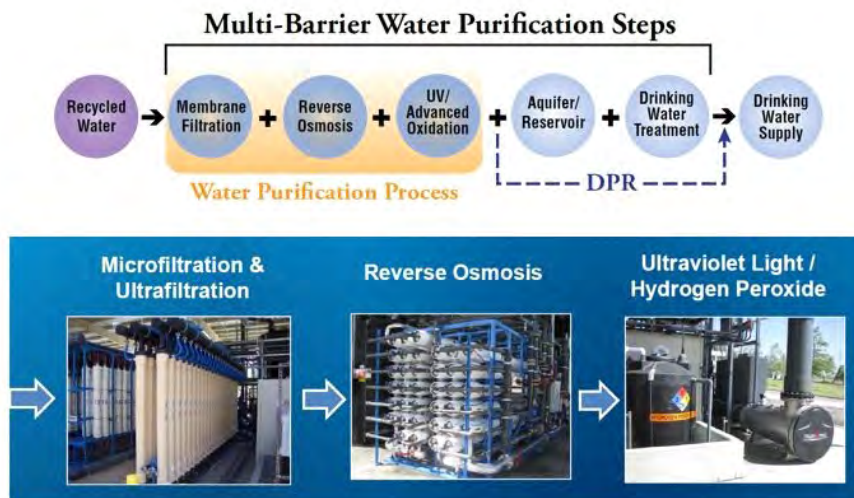 Multi-Barrier Water Purification Steps
Recycled
Water
Membrane
Filtration
Reverse
Osmosis
UV/
Advanced
Oxidation
Aquifer/
Reservoir
Drinking
Water
Treatment
Drinking
Water
Supply
Water Purification Process
DPR
Microfiltration &
Ultrafiltration
Reverse Osmosis
Ultraviolet Light /
Hydrogen Peroxide